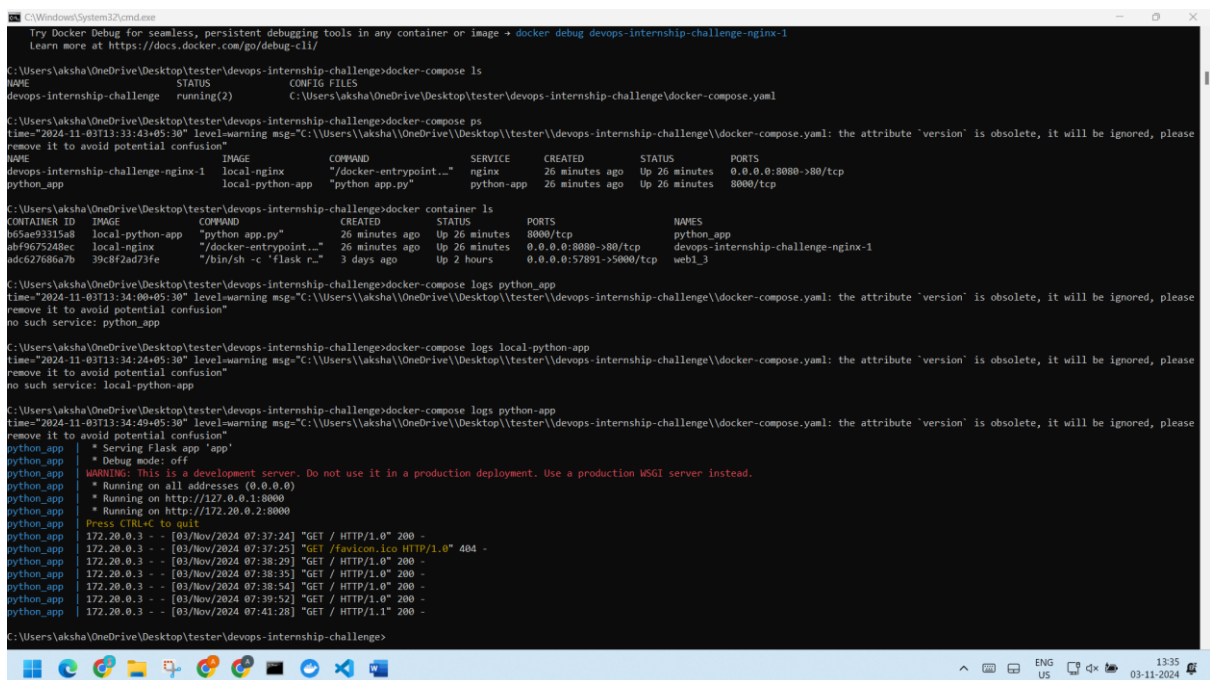 C:\Windows\System32\cmd.exe
Try Docker Debug for seamless, persistent debugging tools in any container or image → docker debug devops-internship-challenge-nginx-1
Learn more at https://docs.docker.com/go/debug-cli/
C:\Users\aksha\OneDrive\Desktop\tester\devops-internship-challenge>docker-compose ls
NAME STATUS CONFIG FILES
devops-internship-challenge running(2) C:\Users\aksha\OneDrive\Desktop\tester\devops-internship-challenge\docker-compose.yaml
C:\Users\aksha\OneDrive\Desktop\tester\devops-internship-challenge>docker-compose ps
time="2024-11-03T13:33:43+05:30" level=warning msg="C:\\Users\\aksha\\OneDrive\\Desktop\\tester\\devops-internship-challenge\\docker-compose.yaml: the attribute `version` is obsolete, it will be ignored, please
remove it to avoid potential confusion"
NAME IMAGE COMMAND SERVICE CREATED STATUS PORTS
devops-internship-challenge-nginx-1 local-nginx "/docker-entrypoint.…" nginx 26 minutes ago Up 26 minutes 0.0.0.0:8080->80/tcp
python_app local-python-app "python app.py" python-app 26 minutes ago Up 26 minutes 8000/tcp
C:\Users\aksha\OneDrive\Desktop\tester\devops-internship-challenge>docker container ls
CONTAINER ID IMAGE COMMAND CREATED STATUS PORTS NAMES
b65ae93315a8 local-python-app "python app.py" 26 minutes ago Up 26 minutes 8000/tcp python_app
abf9675248ec local-nginx "/docker-entrypoint.…" 26 minutes ago Up 26 minutes 0.0.0.0:8080->80/tcp devops-internship-challenge-nginx-1
adc627686a7b 39c8f2ad73fe "/bin/sh -c 'flask r…" 3 days ago Up 2 hours 0.0.0.0:57891->5000/tcp web1_3
C:\Users\aksha\OneDrive\Desktop\tester\devops-internship-challenge>docker-compose logs python_app
time="2024-11-03T13:34:00+05:30" level=warning msg="C:\\Users\\aksha\\OneDrive\\Desktop\\tester\\devops-internship-challenge\\docker-compose.yaml: the attribute `version` is obsolete, it will be ignored, please
remove it to avoid potential confusion"
no such service: python_app
C:\Users\aksha\OneDrive\Desktop\tester\devops-internship-challenge>docker-compose logs local-python-app
time="2024-11-03T13:34:24+05:30" level=warning msg="C:\\Users\\aksha\\OneDrive\\Desktop\\tester\\devops-internship-challenge\\docker-compose.yaml: the attribute `version` is obsolete, it will be ignored, please
remove it to avoid potential confusion"
no such service: local-python-app
C:\Users\aksha\OneDrive\Desktop\tester\devops-internship-challenge>docker-compose logs python-app
time="2024-11-03T13:34:49+05:30" level=warning msg="C:\\Users\\aksha\\OneDrive\\Desktop\\tester\\devops-internship-challenge\\docker-compose.yaml: the attribute `version` is obsolete, it will be ignored, please
remove it to avoid potential confusion"
python_app | * Serving Flask app 'app'
python_app | * Debug mode: off
python_app | WARNING: This is a development server. Do not use it in a production deployment. Use a production WSGI server instead.
python_app | * Running on all addresses (0.0.0.0)
python_app | * Running on http://127.0.0.1:8000
python_app | * Running on http://172.20.0.2:8000
python_app | Press CTRL+C to quit
python_app | 172.20.0.3 - - [03/Nov/2024 07:37:24] "GET / HTTP/1.0" 200 -
python_app | 172.20.0.3 - - [03/Nov/2024 07:37:25] "GET /favicon.ico HTTP/1.0" 404 -
python_app | 172.20.0.3 - - [03/Nov/2024 07:38:29] "GET / HTTP/1.0" 200 -
python_app | 172.20.0.3 - - [03/Nov/2024 07:38:35] "GET / HTTP/1.0" 200 -
python_app | 172.20.0.3 - - [03/Nov/2024 07:38:54] "GET / HTTP/1.0" 200 -
python_app | 172.20.0.3 - - [03/Nov/2024 07:39:52] "GET / HTTP/1.0" 200 -
python_app | 172.20.0.3 - - [03/Nov/2024 07:41:28] "GET / HTTP/1.1" 200 -
C:\Users\aksha\OneDrive\Desktop\tester\devops-internship-challenge>
ENG
US
13:35
03-11-2024